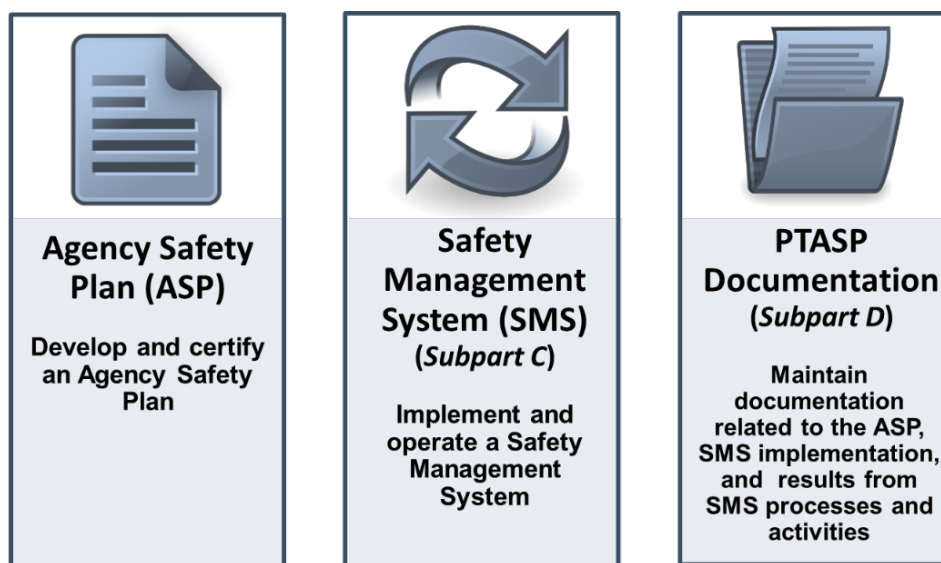 Agency Safety
Plan (ASP)
Develop and certify
an Agency Safety
Plan
Safety
Management
System (SMS)
(Subpart C)
Implement and
operate a Safety
Management
System
PTASP
Documentation
(Subpart D)
Maintain
documentation
related to the ASP,
SMS implementation,
and results from
SMS processes and
activities